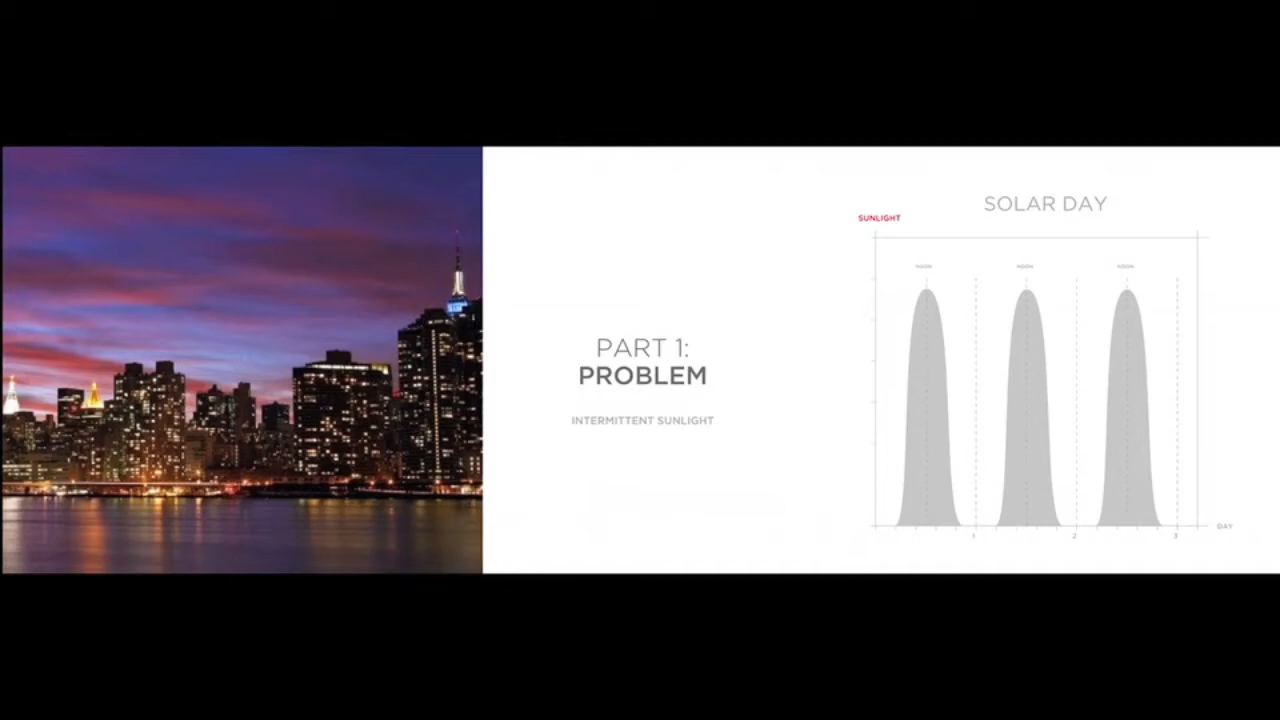 PART 1:
PROBLEM
INTERMITTENT SUNLIGHT
SOLAR DAY
SUNLIGHT
NOON NOON NOON
1 2 3
DAY